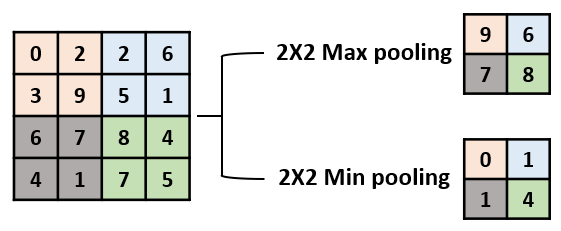 0 2 2 6
3 9 5 1
6 7 8 4
4 1 7 5
2X2 Max pooling
9 6
7 8
2X2 Min pooling
0 1
1 4